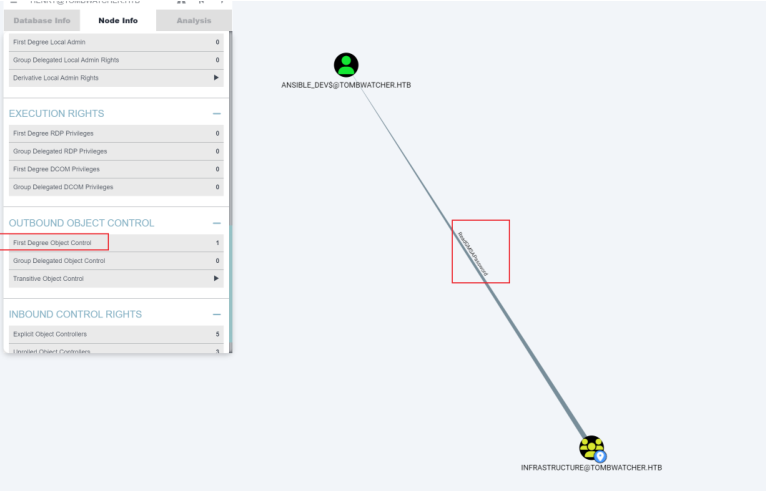 HENRY@TOMBWATCHER.HTB
Database Info
Node Info
Analysis
First Degree Local Admin 0
Group Delegated Local Admin Rights 0
Derivative Local Admin Rights
EXECUTION RIGHTS
First Degree RDP Privileges 0
Group Delegated RDP Privileges 0
First Degree DCOM Privileges 0
Group Delegated DCOM Privileges 0
OUTBOUND OBJECT CONTROL
First Degree Object Control 1
Group Delegated Object Control 0
Transitive Object Control
INBOUND CONTROL RIGHTS
Explicit Object Controllers 5
Unrolled Object Controllers 3
ANSIBLE_DEV$@TOMBWATCHER.HTB
ReadGMSAPassword
INFRASTRUCTURE@TOMBWATCHER.HTB